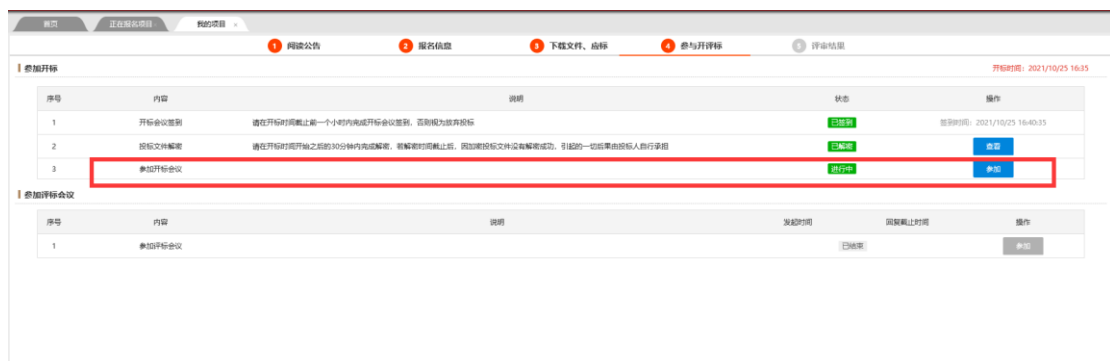 首页 正在报名项目 我的项目 ×
1 阅读公告 2 报名信息 3 下载文件、应标 4 参与开评标 5 评审结果
参加开标 开标时间：2021/10/25 16:35
序号 内容 说明 状态 操作
1 开标会议签到 请在开标时间截止前一个小时内完成开标会议签到，否则视为放弃投标 已签到 签到时间：2021/10/25 16:40:35
2 投标文件解密 请在开标时间开始之后的30分钟内完成解密，若解密时间截止后，因加密投标文件没有解密成功，引起的一切后果由投标人自行承担 已解密 查看
3 参加开标会议 进行中 参加
参加评标会议
序号 内容 说明 发起时间 回复截止时间 操作
1 参加评标会议 已结束 参加